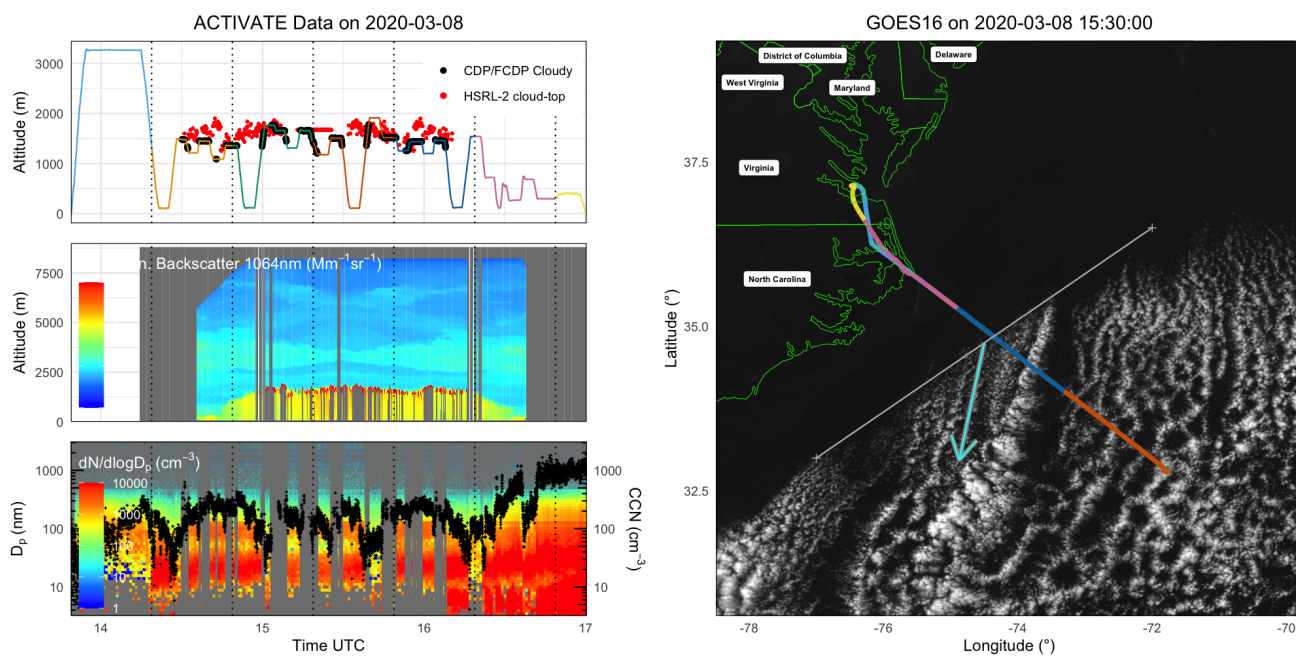 ACTIVATE Data on 2020-03-08
3000
2000
1000
0
Altitude (m)
CDP/FCDP Cloudy
HSRL-2 cloud-top
n. Backscatter 1064nm (Mm⁻¹sr⁻¹)
7500
5000
2500
0
Altitude (m)
dN/dlogDₚ (cm⁻³)
10000
1000
100
10
1
1000
100
10
Dₚ (nm)
1000
100
10
CCN (cm⁻³)
14 15 16 17
Time UTC
GOES16 on 2020-03-08 15:30:00
District of Columbia
Delaware
West Virginia
Maryland
Virginia
North Carolina
37.5
35.0
32.5
Latitude (°)
-78 -76 -74 -72 -70
Longitude (°)